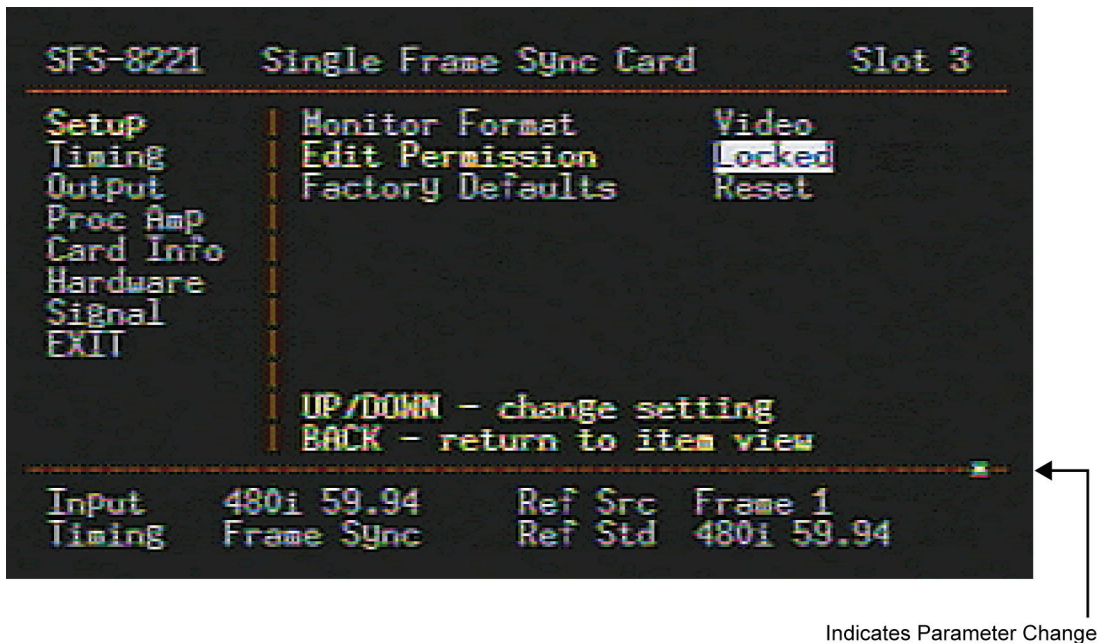 SFS-8221 Single Frame Sync Card Slot 3
Setup Monitor Format Video
Timing Edit Permission Locked
Output Factory Defaults Reset
Proc Amp
Card Info
Hardware
Signal
EXIT
UP/DOWN - change setting
BACK - return to item view
Input 480i 59.94 Ref Src Frame 1
Timing Frame Sync Ref Std 480i 59.94
Indicates Parameter Change